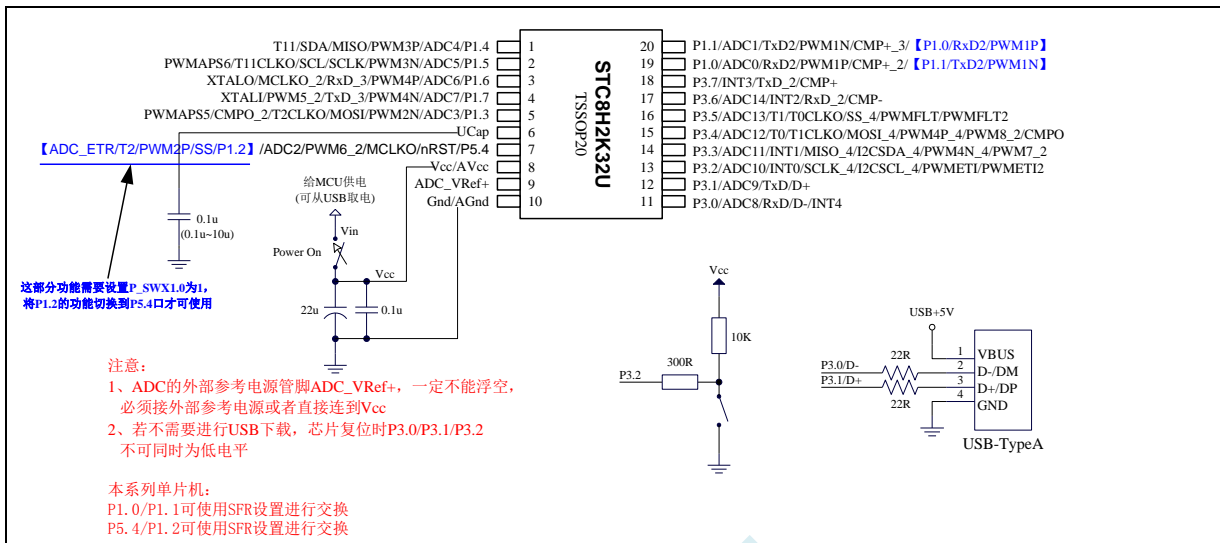 T11/SDA/MISO/PWM3P/ADC4/P1.4
PWMAPS6/T11CLKO/SCL/SCLK/PWM3N/ADC5/P1.5
XTALO/MCLKO_2/RxD_3/PWM4P/ADC6/P1.6
XTALI/PWM5_2/TxD_3/PWM4N/ADC7/P1.7
PWMAPS5/CMPO_2/T2CLKO/MOSI/PWM2N/ADC3/P1.3
UCap
【ADC_ETR/T2/PWM2P/SS/P1.2】/ADC2/PWM6_2/MCLKO/nRST/P5.4
Vcc/AVcc
ADC_VRef+
Gnd/AGnd
1
2
3
4
5
6
7
8
9
10
STC8H2K32U
TSSOP20
20
19
18
17
16
15
14
13
12
11
P1.1/ADC1/TxD2/PWM1N/CMP+_3/【P1.0/RxD2/PWM1P】
P1.0/ADC0/RxD2/PWM1P/CMP+_2/【P1.1/TxD2/PWM1N】
P3.7/INT3/TxD_2/CMP+
P3.6/ADC14/INT2/RxD_2/CMP-
P3.5/ADC13/T1/T0CLKO/SS_4/PWMFLT/PWMFLT2
P3.4/ADC12/T0/T1CLKO/MOSI_4/PWM4P_4/PWM8_2/CMPO
P3.3/ADC11/INT1/MISO_4/I2CSDA_4/PWM4N_4/PWM7_2
P3.2/ADC10/INT0/SCLK_4/I2CSCL_4/PWMETI/PWMETI2
P3.1/ADC9/TxD/D+
P3.0/ADC8/RxD/D-/INT4
0.1u
(0.1u~10u)
给MCU供电
(可从USB取电)
Vin
Power On
Vcc
22u
0.1u
这部分功能需要设置P_SWX1.0为1，
将P1.2的功能切换到P5.4口才可使用
注意：
1、ADC的外部参考电源管脚ADC_VRef+，一定不能浮空，
必须接外部参考电源或者直接连到Vcc
2、若不需要进行USB下载，芯片复位时P3.0/P3.1/P3.2
不可同时为低电平
本系列单片机：
P1.0/P1.1可使用SFR设置进行交换
P5.4/P1.2可使用SFR设置进行交换
Vcc
10K
300R
P3.2
USB+5V
P3.0/D-
22R
P3.1/D+
22R
1 VBUS
2 D-/DM
3 D+/DP
4 GND
USB-TypeA